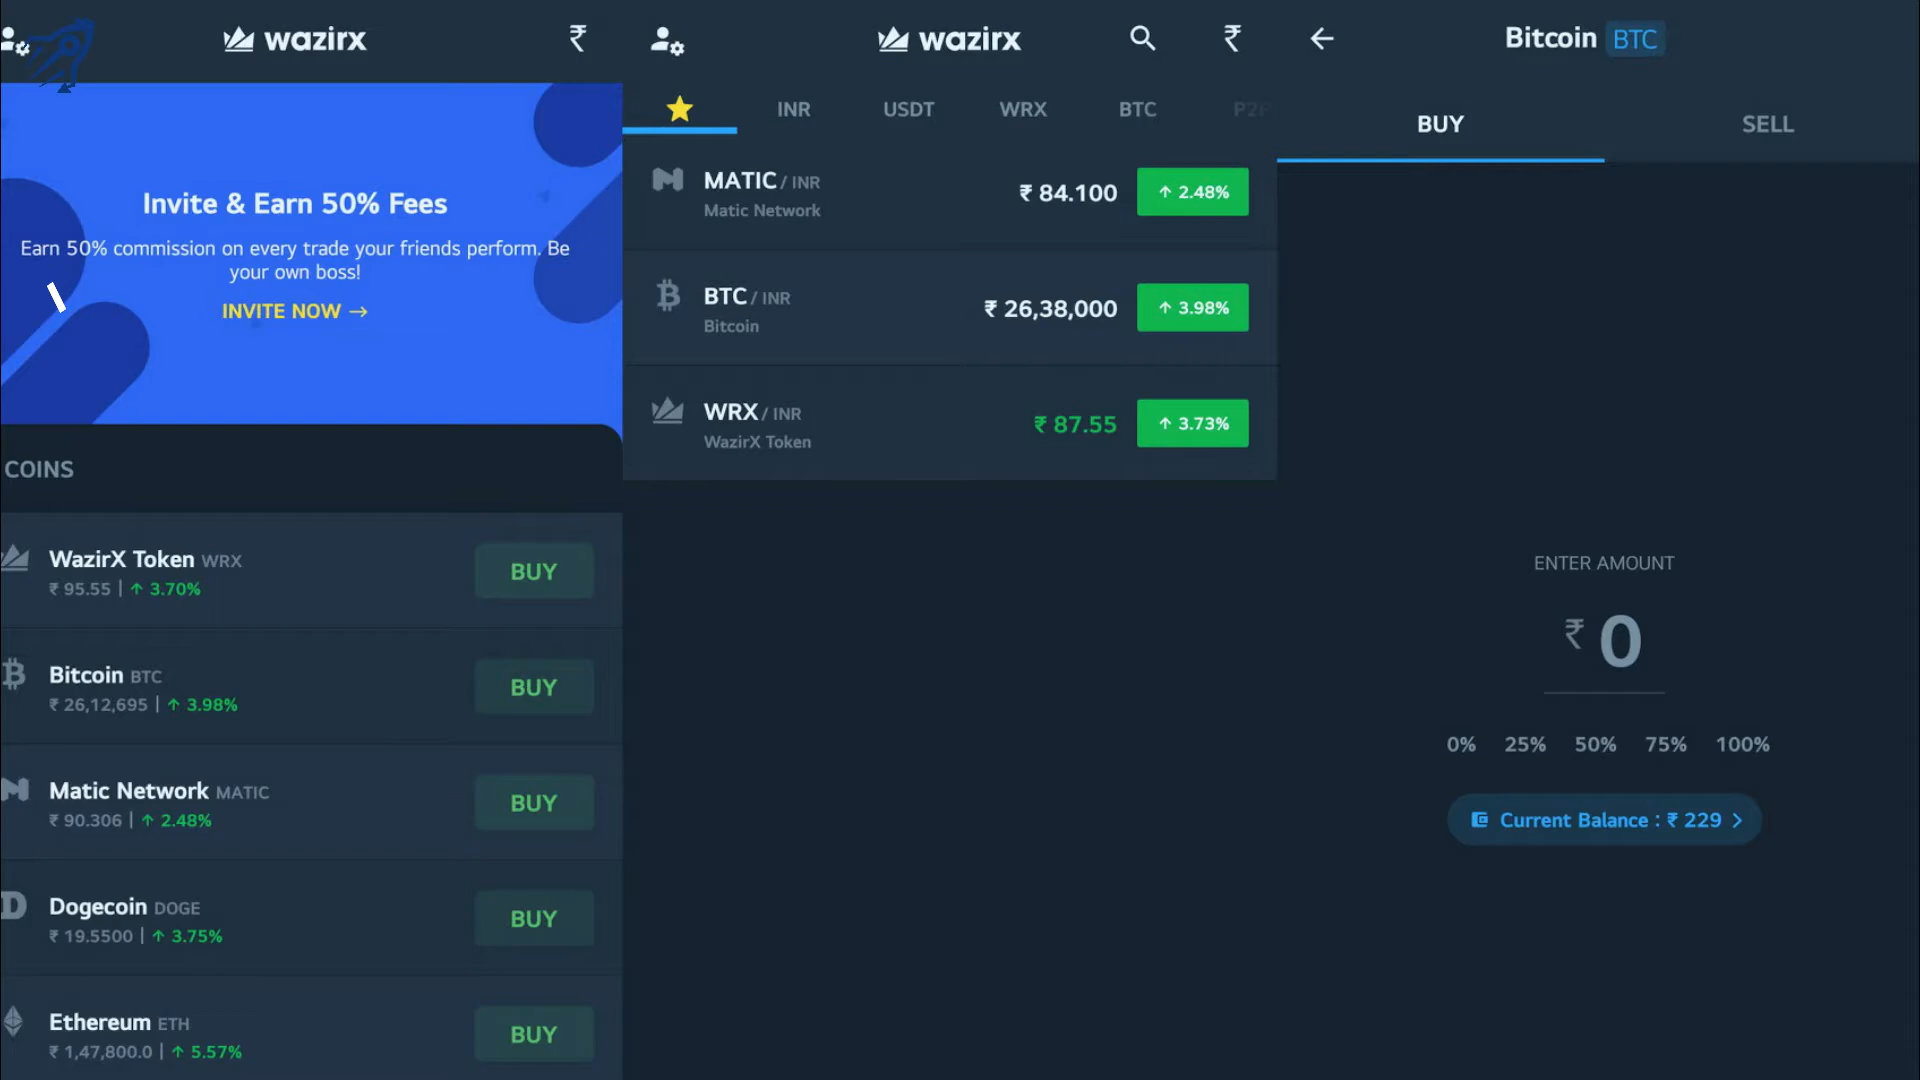 wazirx ₹
Invite & Earn 50% Fees
Earn 50% commission on every trade your friends perform. Be
your own boss!
INVITE NOW →
COINS
WazirX Token WRX
₹ 95.55 | ↑ 3.70%
BUY
Bitcoin BTC
₹ 26,12,695 | ↑ 3.98%
BUY
Matic Network MATIC
₹ 90.306 | ↑ 2.48%
BUY
Dogecoin DOGE
₹ 19.5500 | ↑ 3.75%
BUY
Ethereum ETH
₹ 1,47,800.0 | ↑ 5.57%
BUY
wazirx ₹
INR USDT WRX BTC P2P
MATIC / INR
Matic Network
₹ 84.100 ↑ 2.48%
BTC / INR
Bitcoin
₹ 26,38,000 ↑ 3.98%
WRX / INR
WazirX Token
₹ 87.55 ↑ 3.73%
Bitcoin BTC
BUY SELL
ENTER AMOUNT
₹ 0
0% 25% 50% 75% 100%
Current Balance : ₹ 229 >